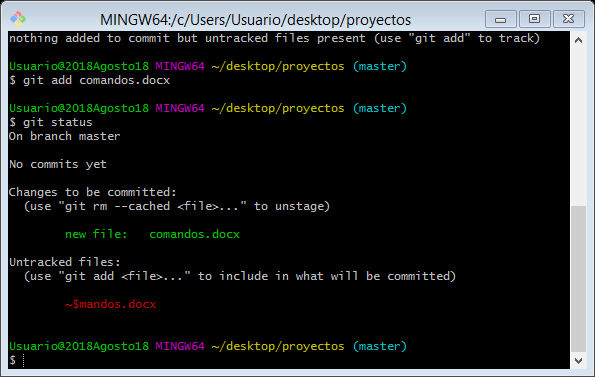 MINGW64:/c/Users/Usuario/desktop/proyectos
nothing added to commit but untracked files present (use "git add" to track)
Usuario@2018Agosto18 MINGW64 ~/desktop/proyectos (master)
$ git add comandos.docx
Usuario@2018Agosto18 MINGW64 ~/desktop/proyectos (master)
$ git status
On branch master
No commits yet
Changes to be committed:
  (use "git rm --cached <file>..." to unstage)
        new file:   comandos.docx
Untracked files:
  (use "git add <file>..." to include in what will be committed)
        ~$mandos.docx
Usuario@2018Agosto18 MINGW64 ~/desktop/proyectos (master)
$